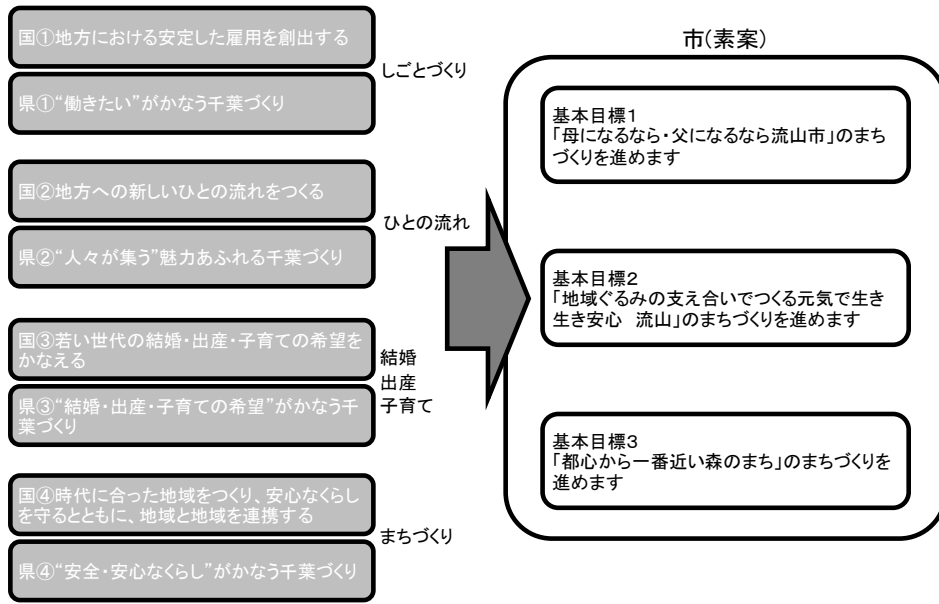 国①地方における安定した雇用を創出する
しごとづくり
県①“働きたい”がかなう千葉づくり
国②地方への新しいひとの流れをつくる
ひとの流れ
県②“人々が集う”魅力あふれる千葉づくり
国③若い世代の結婚・出産・子育ての希望を
かなえる
結婚
出産
子育て
県③“結婚・出産・子育ての希望”がかなう千
葉づくり
国④時代に合った地域をつくり、安心なくらし
を守るとともに、地域と地域を連携する
まちづくり
県④“安全・安心なくらし”がかなう千葉づくり
市(素案)
基本目標1
「母になるなら・父になるなら流山市」のまち
づくりを進めます
基本目標2
「地域ぐるみの支え合いでつくる元気で生き
生き安心　流山」のまちづくりを進めます
基本目標3
「都心から一番近い森のまち」のまちづくりを
進めます